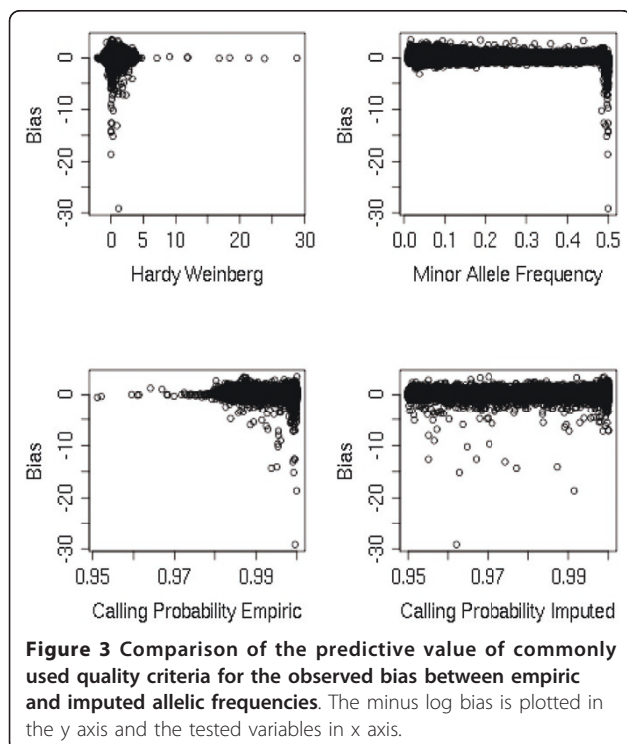 Bias
0
-10
-20
-30
0 5 10 15 20 25 30
Hardy Weinberg
Bias
0
-10
-20
-30
0.0 0.1 0.2 0.3 0.4 0.5
Minor Allele Frequency
Bias
0
-10
-20
-30
0.95 0.97 0.99
Calling Probability Empiric
Bias
0
-10
-20
-30
0.95 0.97 0.99
Calling Probability Imputed
Figure 3 Comparison of the predictive value of commonly
used quality criteria for the observed bias between empiric
and imputed allelic frequencies. The minus log bias is plotted in
the y axis and the tested variables in x axis.